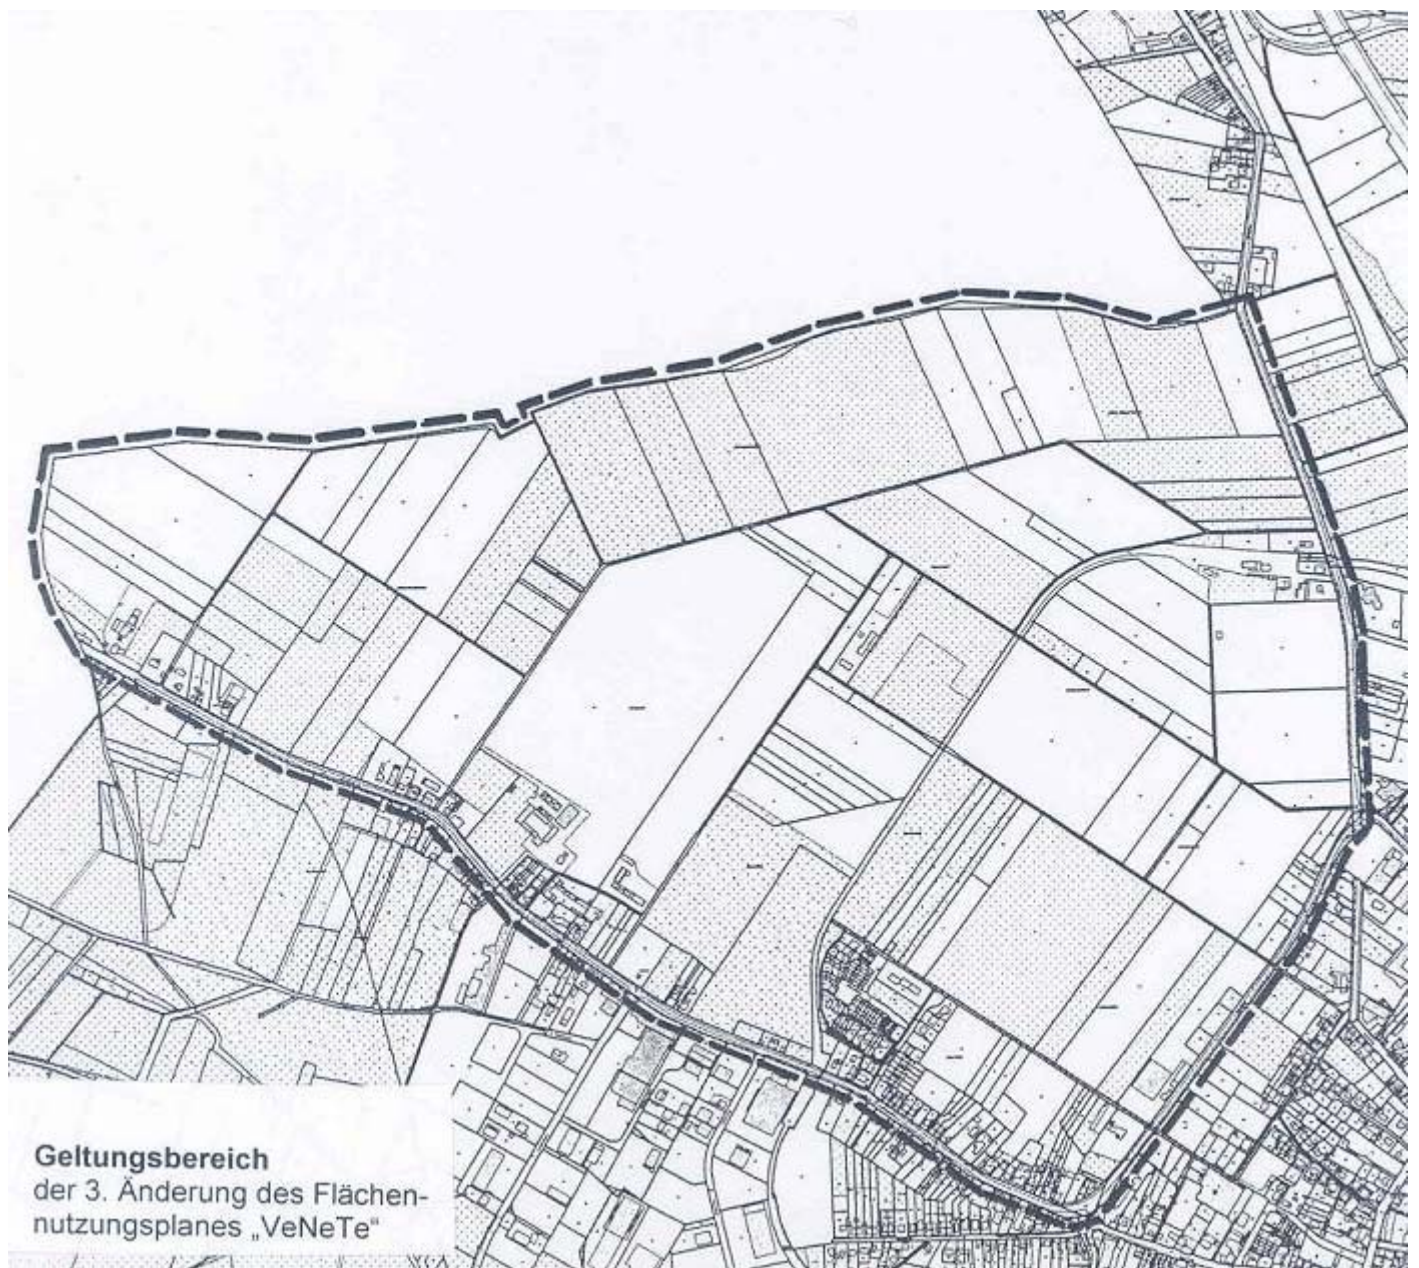 Geltungsbereich
der 3. Änderung des Flächen-
nutzungsplanes „VeNeTe“